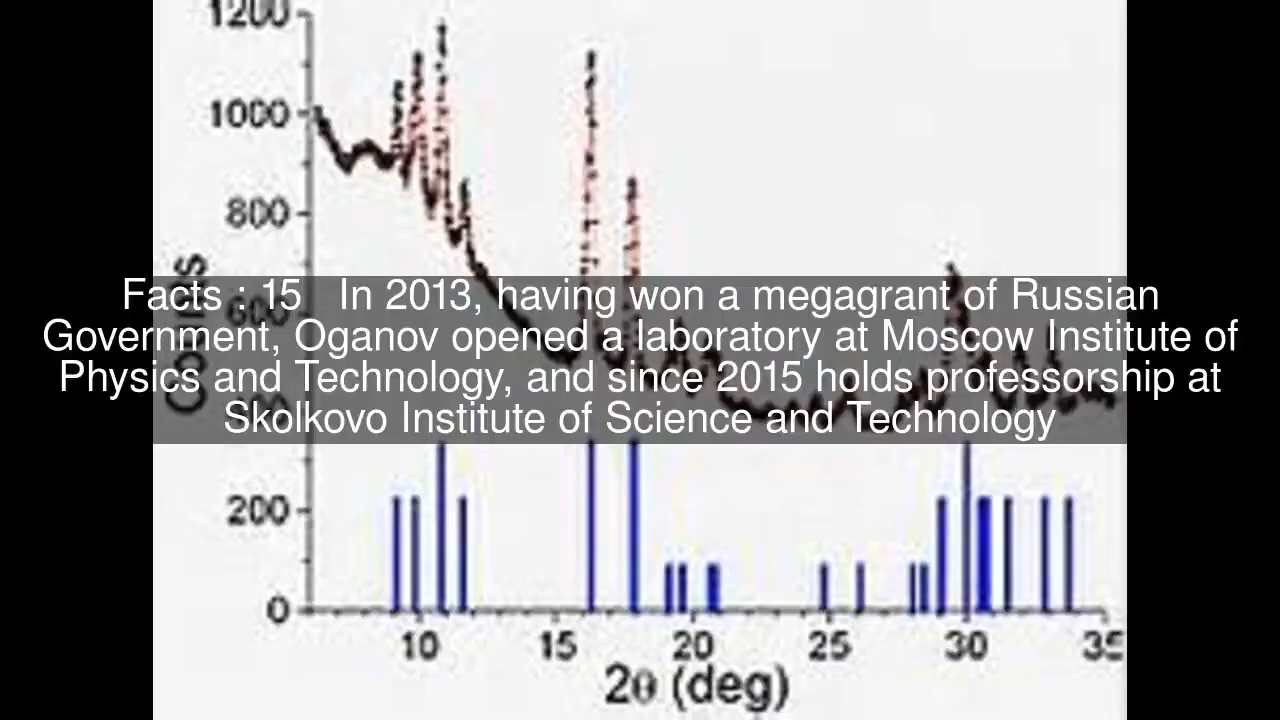 1200
1000
800
Facts : 15 In 2013, having won a megagrant of Russian
Government, Oganov opened a laboratory at Moscow Institute of
Physics and Technology, and since 2015 holds professorship at
Skolkovo Institute of Science and Technology
200
0
10 15 20 25 30 35
2θ (deg)